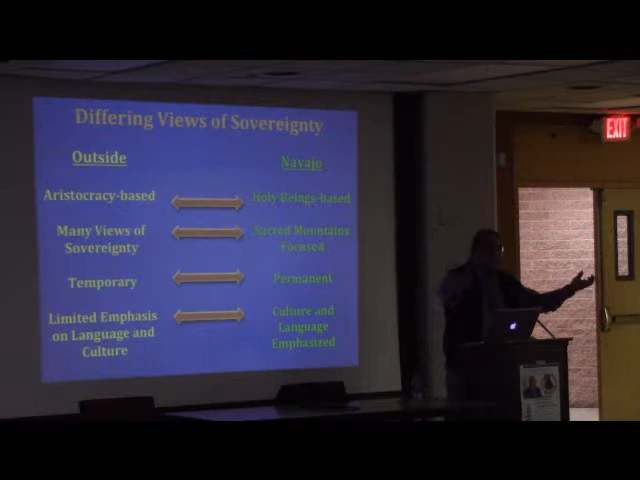 Differing Views of Sovereignty
Outside
Navajo
Aristocracy-based
Holy Beings-based
Many Views of
Sovereignty
Sacred Mountains
Focused
Temporary
Permanent
Limited Emphasis
on Language and
Culture
Culture and
Language
Emphasized
EXIT